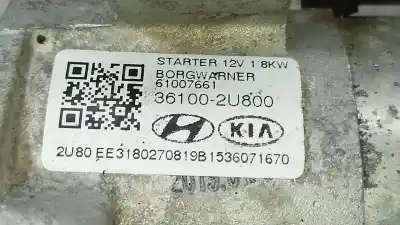 STARTER 12V 1.8KW
BORGWARNER
61007661
36100-2U800
KIA
2U80 EE3180270819B1536071670